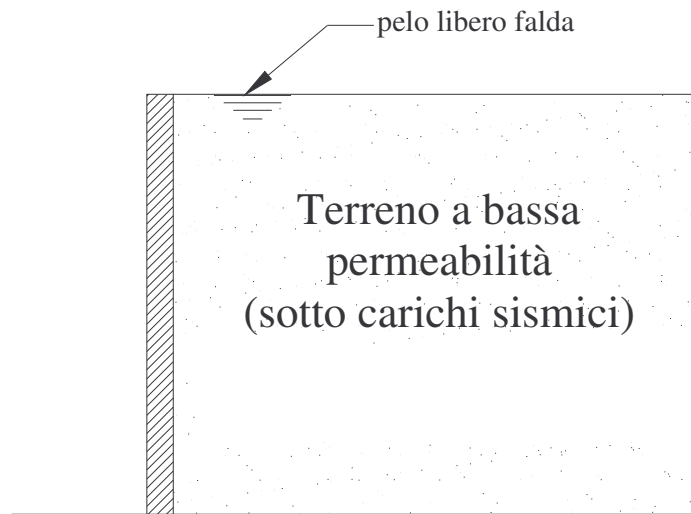 pelo libero falda
Terreno a bassa
permeabilità
(sotto carichi sismici)